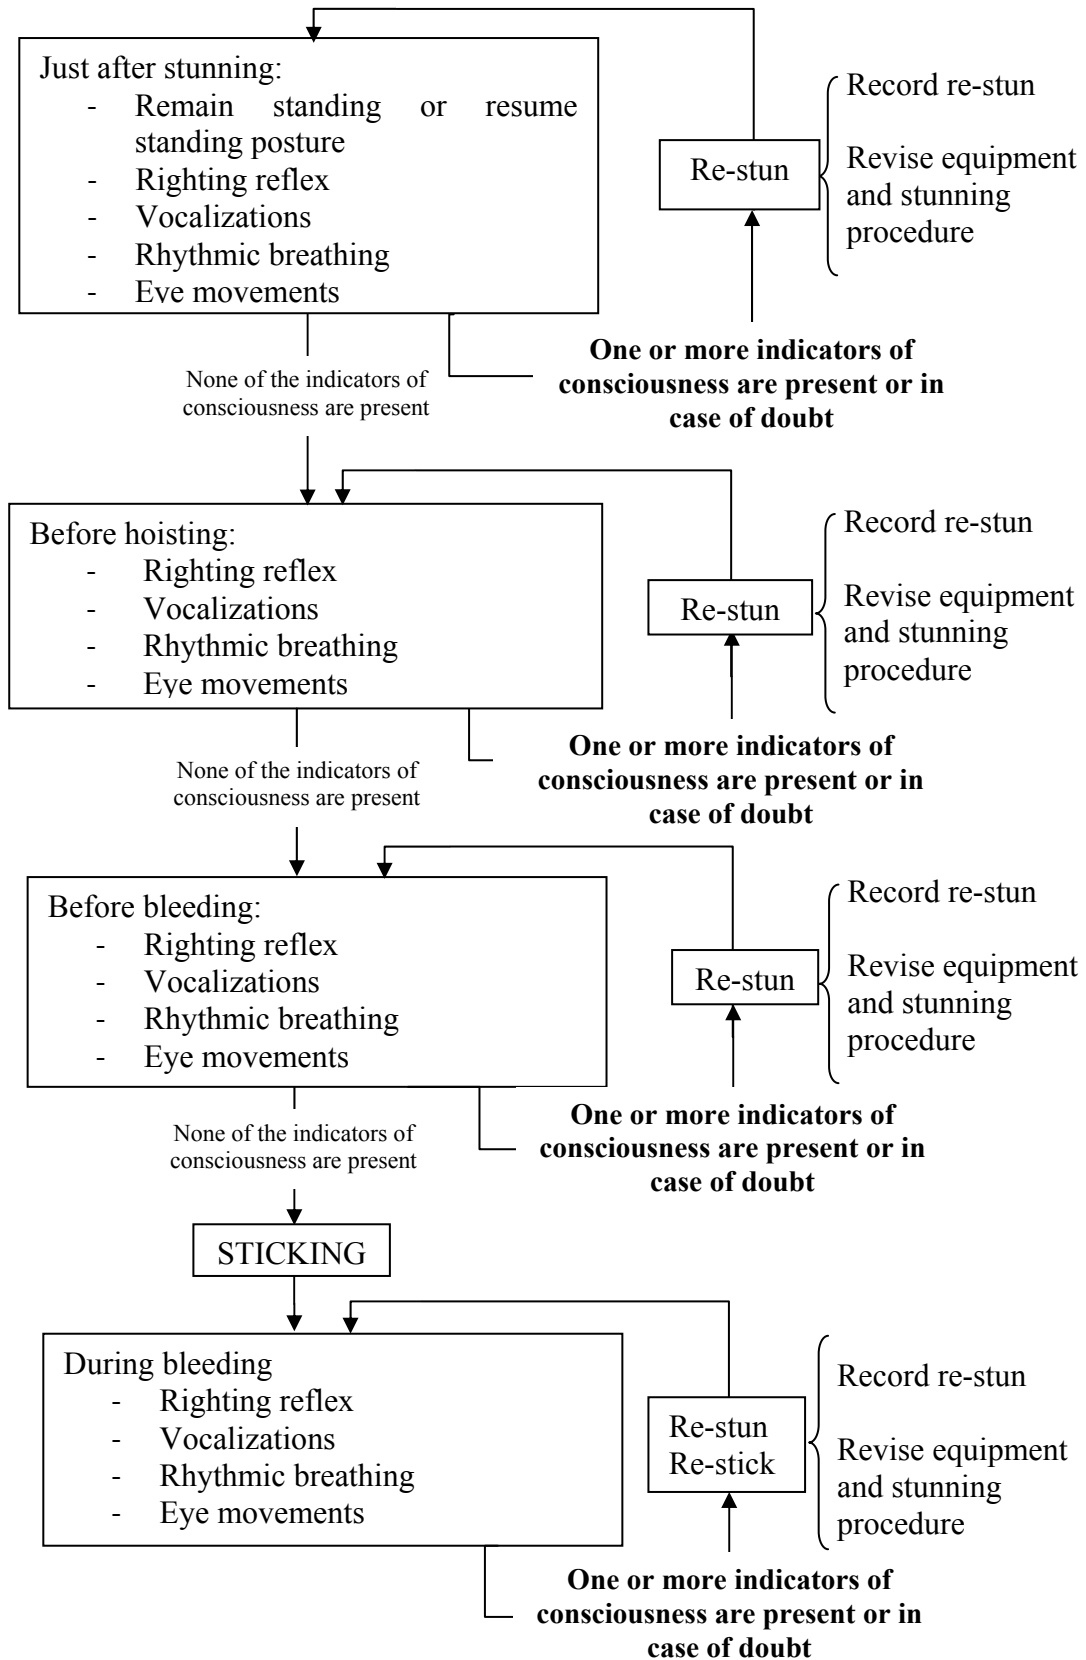 Just after stunning:
- Remain standing or resume
standing posture
- Righting reflex
- Vocalizations
- Rhythmic breathing
- Eye movements
Re-stun
Record re-stun
Revise equipment
and stunning
procedure
None of the indicators of
consciousness are present
One or more indicators of
consciousness are present or in
case of doubt
Before hoisting:
- Righting reflex
- Vocalizations
- Rhythmic breathing
- Eye movements
Re-stun
Record re-stun
Revise equipment
and stunning
procedure
None of the indicators of
consciousness are present
One or more indicators of
consciousness are present or in
case of doubt
Before bleeding:
- Righting reflex
- Vocalizations
- Rhythmic breathing
- Eye movements
Re-stun
Record re-stun
Revise equipment
and stunning
procedure
None of the indicators of
consciousness are present
One or more indicators of
consciousness are present or in
case of doubt
STICKING
During bleeding
- Righting reflex
- Vocalizations
- Rhythmic breathing
- Eye movements
Re-stun
Re-stick
Record re-stun
Revise equipment
and stunning
procedure
One or more indicators of
consciousness are present or in
case of doubt